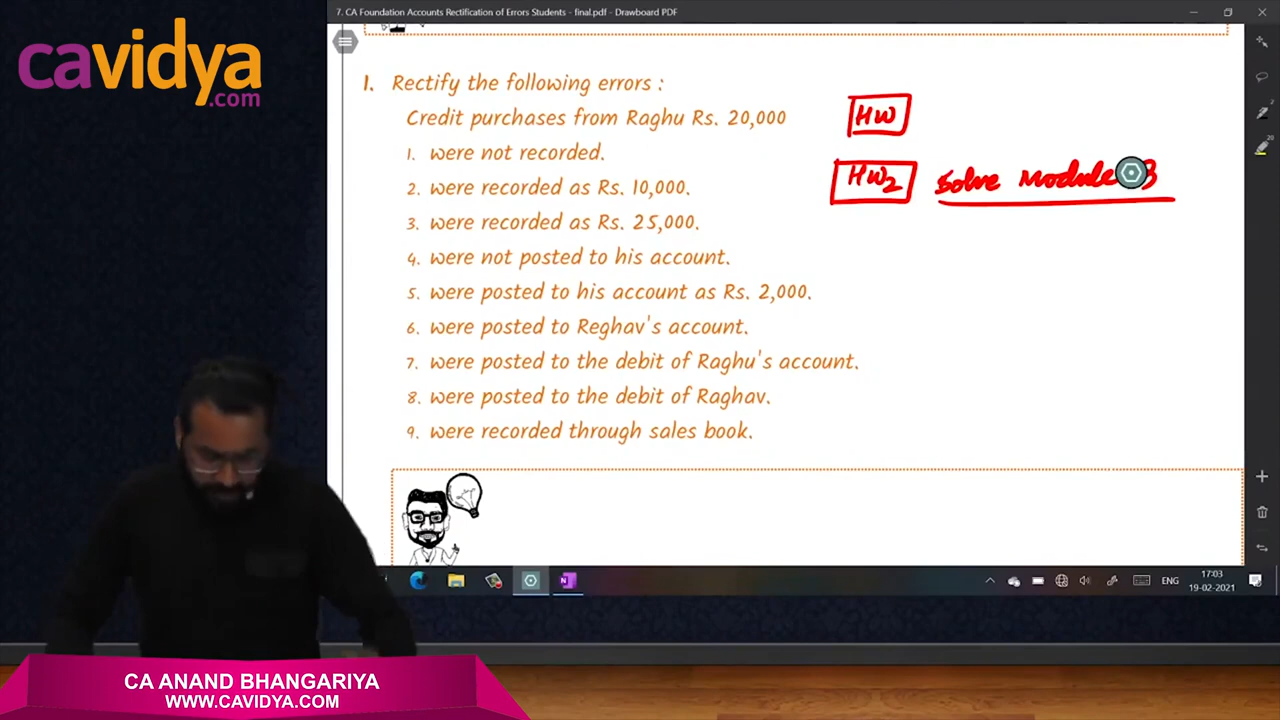 cavidya
.com
7. CA Foundation Accounts Rectification of Errors Students - final.pdf - Drawboard PDF
1. Rectify the following errors :
Credit purchases from Raghu Rs. 20,000
HW
1. were not recorded.
2. were recorded as Rs. 10,000.
HW2 Solve Module 3
3. were recorded as Rs. 25,000.
4. were not posted to his account.
5. were posted to his account as Rs. 2,000.
6. were posted to Reghav's account.
7. were posted to the debit of Raghu's account.
8. were posted to the debit of Raghav.
9. were recorded through sales book.
ENG
17:03
19-02-2021
CA ANAND BHANGARIYA
WWW.CAVIDYA.COM